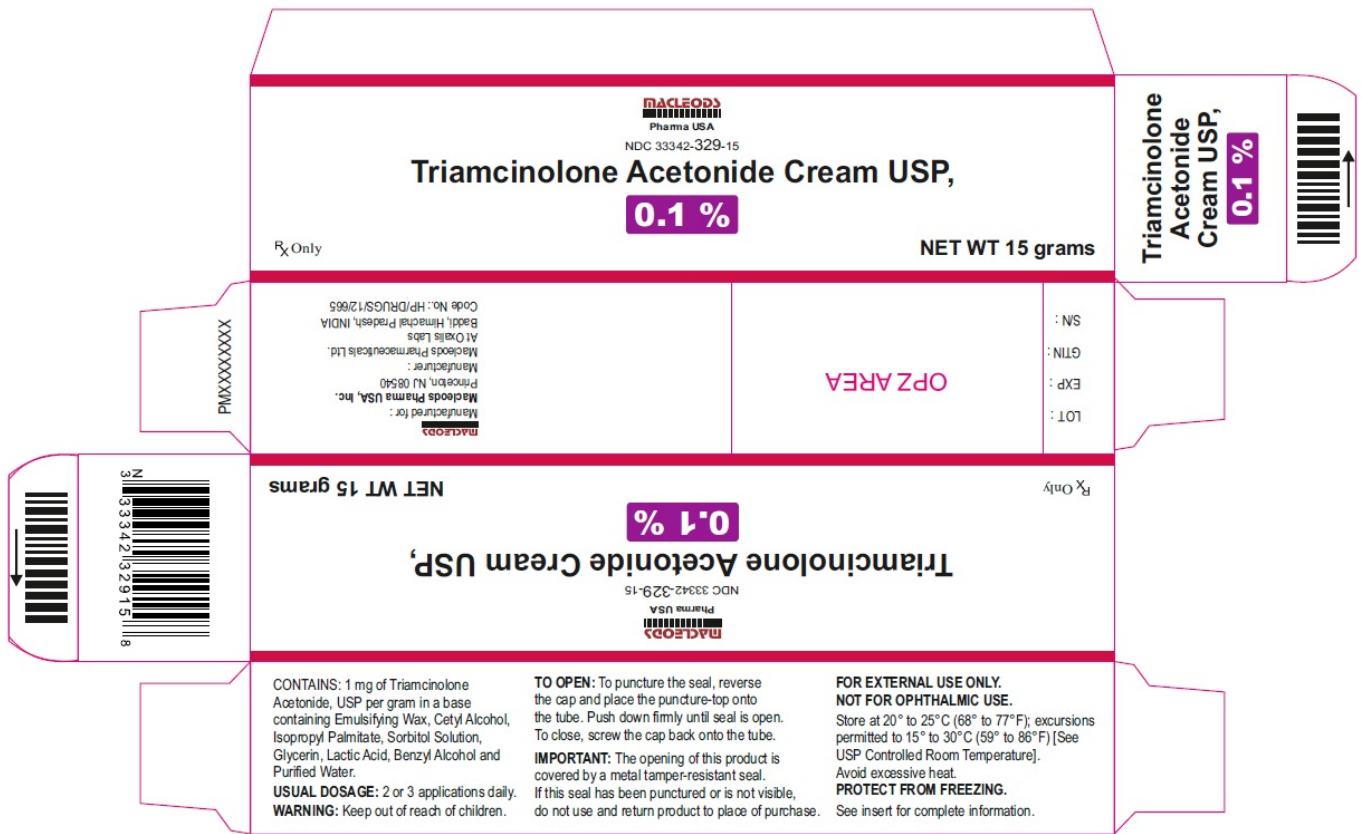 MACLEODS
Pharma USA
NDC 33342-329-15
Triamcinolone Acetonide Cream USP,
0.1 %
Rx Only
NET WT 15 grams
Triamcinolone
Acetonide
Cream USP,
0.1 %
PMXXXXXXXX
MACLEODS
Manufactured for :
Macleods Pharma USA, Inc.
Princeton, NJ 08540
Manufacturer :
Macleods Pharmaceuticals Ltd.
At Oxalis Labs
Baddi, Himachal Pradesh, INDIA
Code No.: HP/DRUGS/12/665
OPZ AREA
LOT :
EXP :
GTIN :
S/N :
N
3 33342 32915 8
MACLEODS
Pharma USA
NDC 33342-329-15
Triamcinolone Acetonide Cream USP,
0.1 %
Rx Only
NET WT 15 grams
CONTAINS: 1 mg of Triamcinolone
Acetonide, USP per gram in a base
containing Emulsifying Wax, Cetyl Alcohol,
Isopropyl Palmitate, Sorbitol Solution,
Glycerin, Lactic Acid, Benzyl Alcohol and
Purified Water.
USUAL DOSAGE: 2 or 3 applications daily.
WARNING: Keep out of reach of children.
TO OPEN: To puncture the seal, reverse
the cap and place the puncture-top onto
the tube. Push down firmly until seal is open.
To close, screw the cap back onto the tube.
IMPORTANT: The opening of this product is
covered by a metal tamper-resistant seal.
If this seal has been punctured or is not visible,
do not use and return product to place of purchase.
FOR EXTERNAL USE ONLY.
NOT FOR OPHTHALMIC USE.
Store at 20° to 25°C (68° to 77°F); excursions
permitted to 15° to 30°C (59° to 86°F) [See
USP Controlled Room Temperature].
Avoid excessive heat.
PROTECT FROM FREEZING.
See insert for complete information.